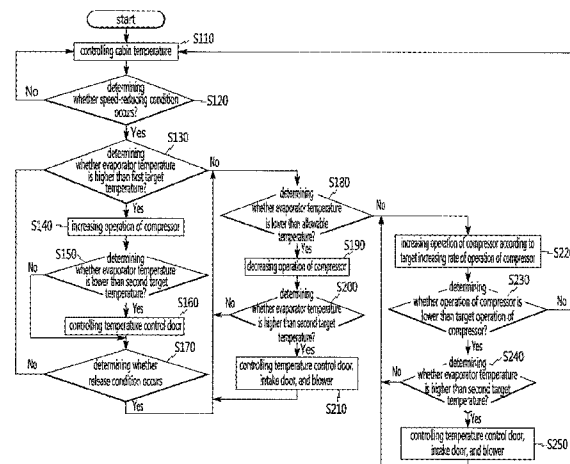 start
S110
controlling cabin temperature
No
determining
whether speed-reducing condition
occurs?
S120
Yes
S130
determining
whether evaporator temperature
is higher than first target
temperature?
No
Yes
S140
increasing operation of compressor
S150
determining
whether evaporator temperature
is lower than second target
temperature?
No
Yes
S160
controlling temperature control door
S170
determining whether
release condition occurs
No
Yes
S180
determining
whether evaporator temperature
is lower than allowable
temperature?
No
Yes
S190
decreasing operation of compressor
S200
determining
whether evaporator temperature
is higher than second target
temperature?
No
Yes
controlling temperature control door,
intake door, and blower
S210
increasing operation of compressor according to
target increasing rate of operation of compressor
S220
S230
determining
whether operation of compressor is
lower than target operation of
compressor?
No
Yes
S240
determining
whether evaporator temperature
is higher than second target
temperature?
No
Yes
controlling temperature control door,
intake door, and blower
S250